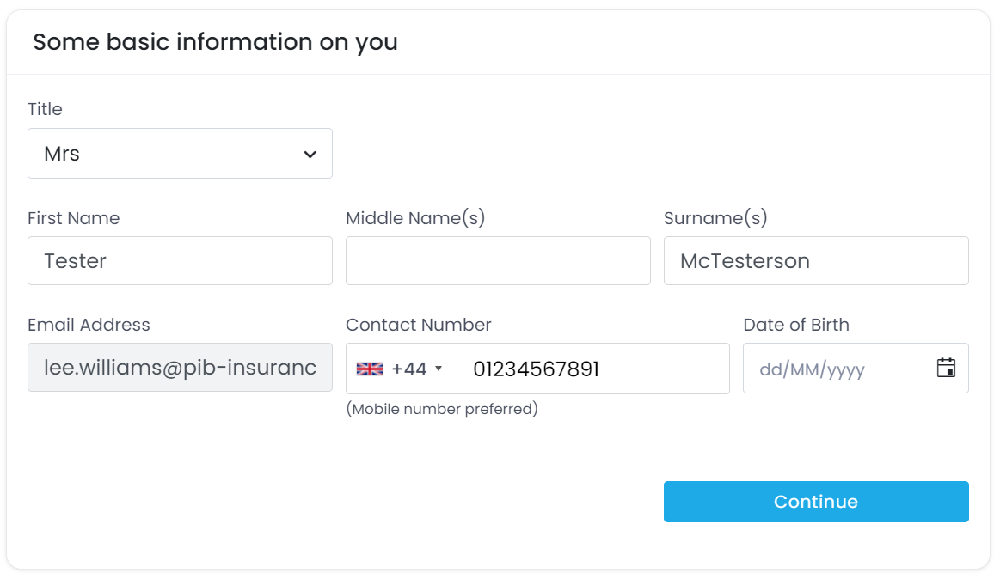 Some basic information on you
Title
Mrs
First Name
Middle Name(s)
Surname(s)
Tester
McTesterson
Email Address
Contact Number
Date of Birth
lee.williams@pib-insuranc
+44
01234567891
dd/MM/yyyy
(Mobile number preferred)
Continue